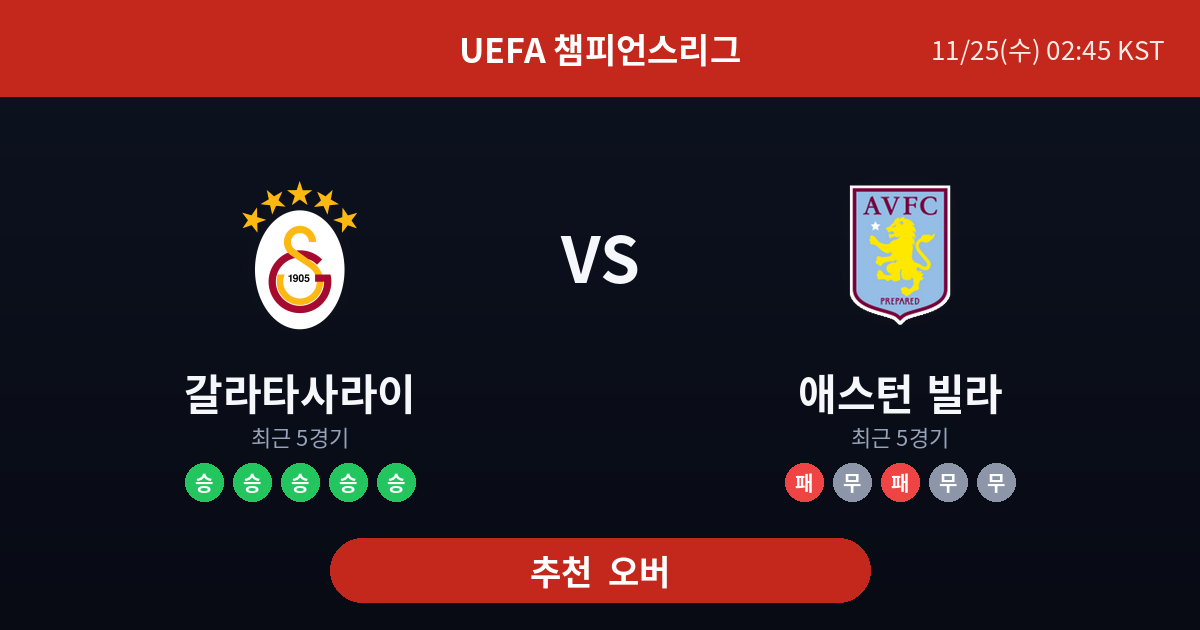 UEFA 챔피언스리그
11/25(수) 02:45 KST
VS
1905
AVFC
PREPARED
갈라타사라이
애스턴 빌라
최근 5경기
최근 5경기
승 승 승 승 승
패 무 패 무 무
추천 오버